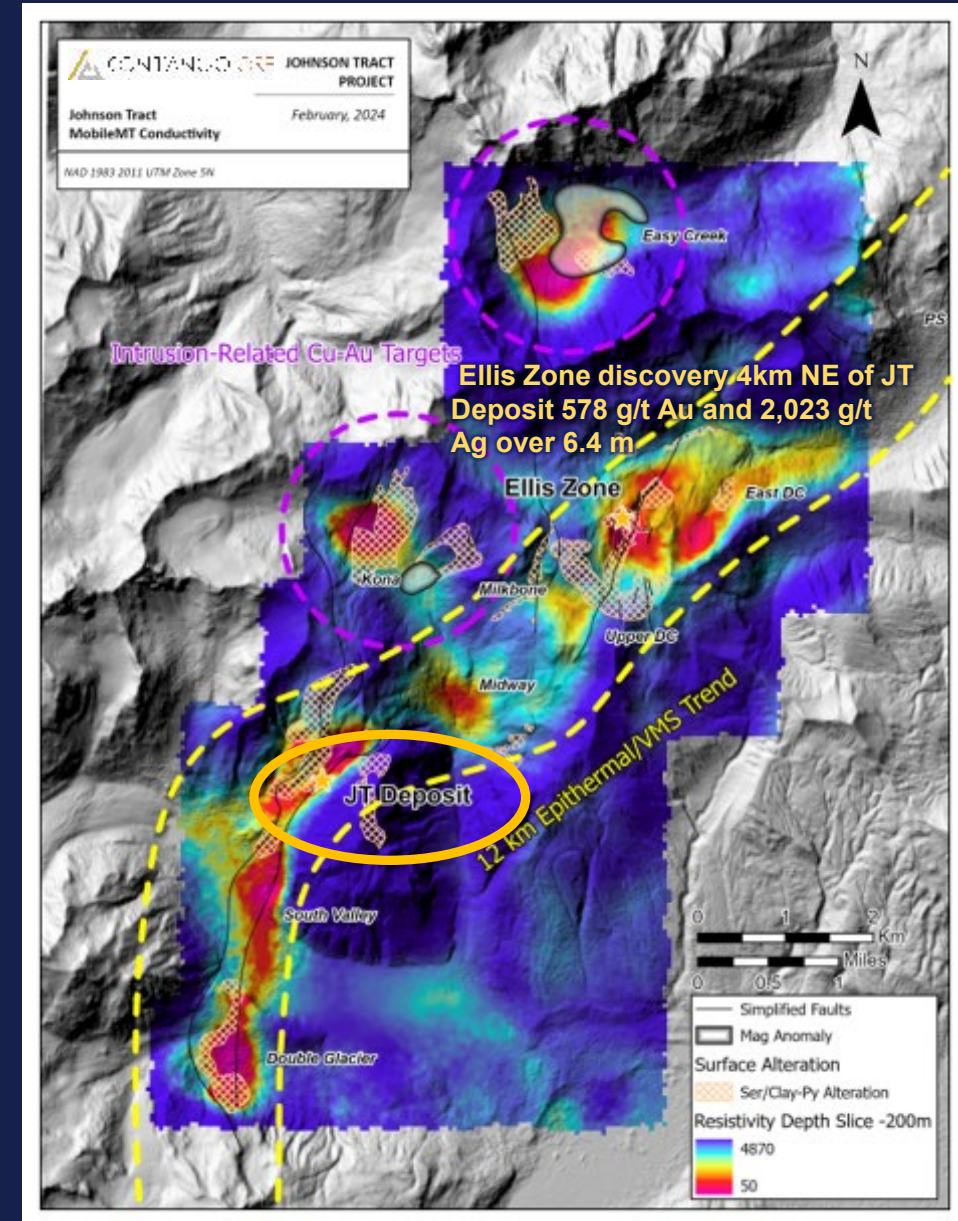 CONTANGO ORE
JOHNSON TRACT
PROJECT
Johnson Tract
MobileMT Conductivity
February, 2024
NAD 1983 2011 UTM Zone 5N
N
Easy Creek
PS
Intrusion-Related Cu-Au Targets
Ellis Zone discovery 4km NE of JT
Deposit 578 g/t Au and 2,023 g/t
Ag over 6.4 m
Ellis Zone
East DC
Kona
Milkbone
Upper DC
Midway
JT Deposit
12 km Epithermal/VMS Trend
South Valley
Double Glacier
0 1 2
Km
Miles
0 0.5 1
Simplified Faults
Mag Anomaly
Surface Alteration
Ser/Clay-Py Alteration
Resistivity Depth Slice -200m
4870
50